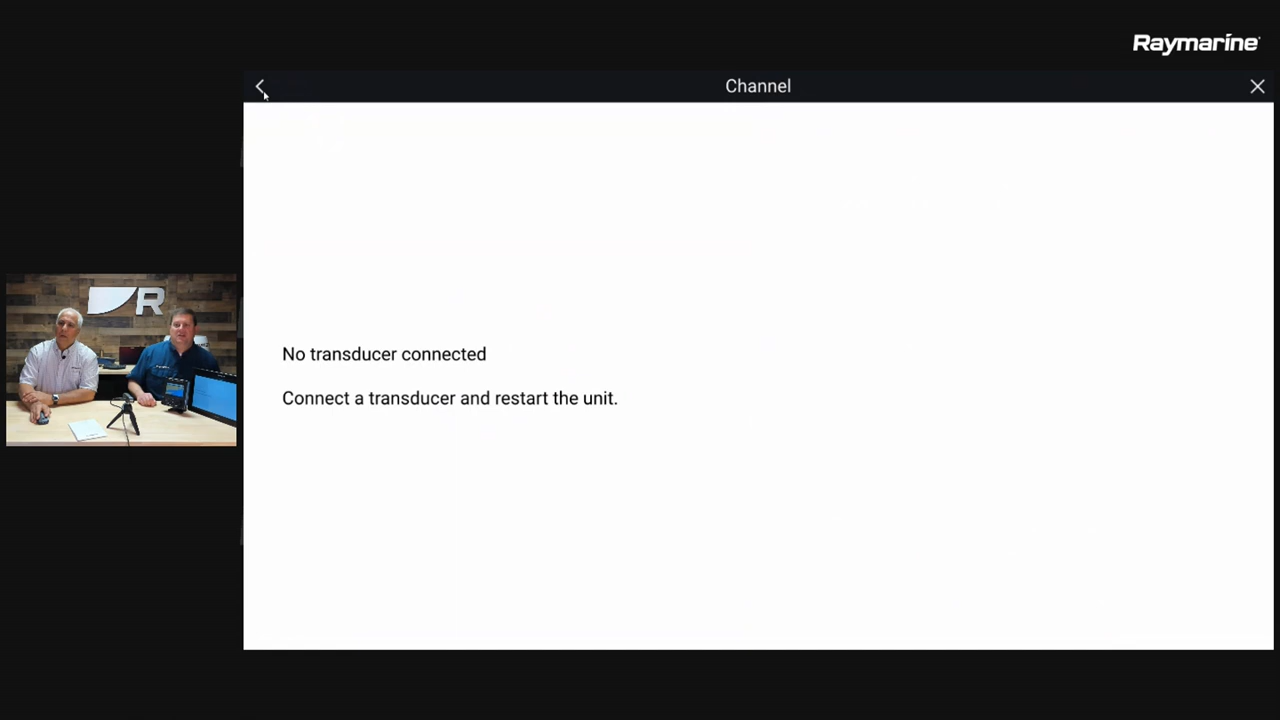 Raymarine
Channel
No transducer connected
Connect a transducer and restart the unit.
R